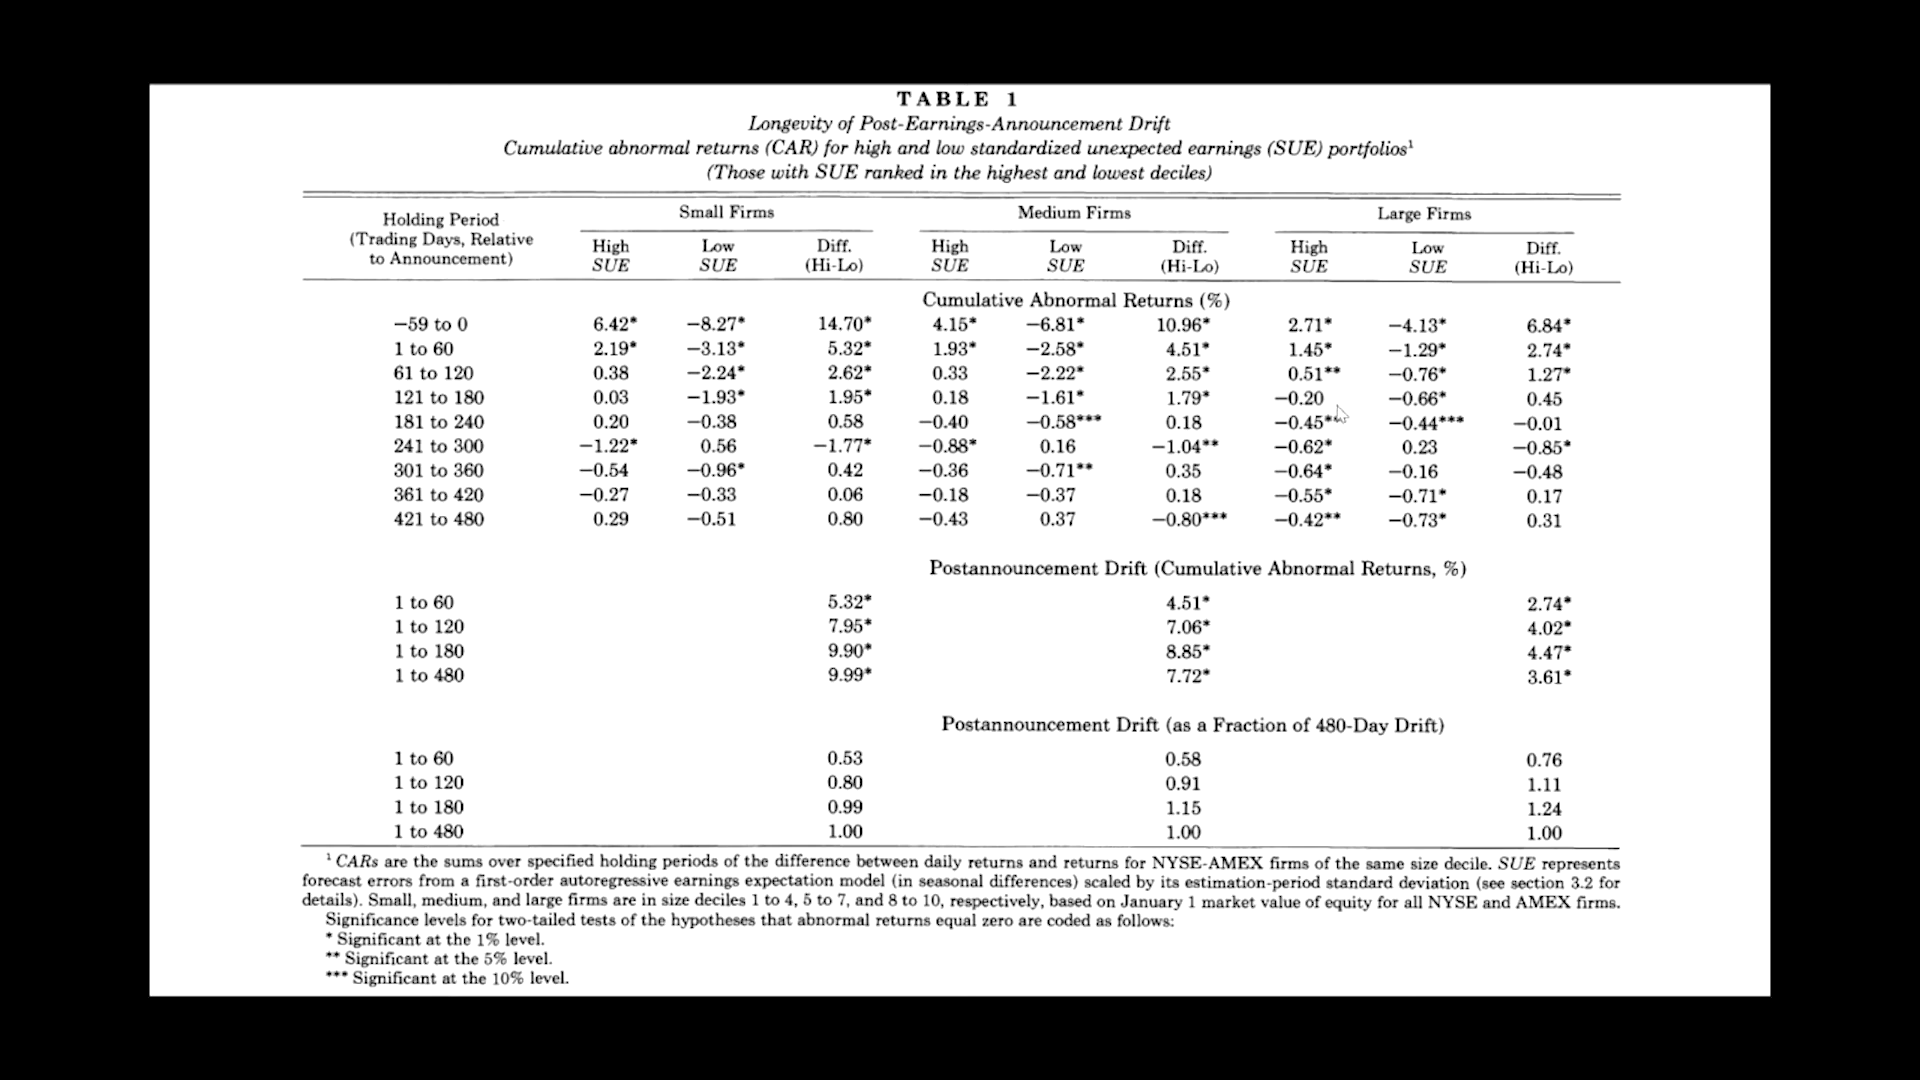 TABLE 1
Longevity of Post-Earnings-Announcement Drift
Cumulative abnormal returns (CAR) for high and low standardized unexpected earnings (SUE) portfolios¹
(Those with SUE ranked in the highest and lowest deciles)
Holding Period (Trading Days, Relative to Announcement) Small Firms Medium Firms Large Firms
High SUE Low SUE Diff. (Hi-Lo) High SUE Low SUE Diff. (Hi-Lo) High SUE Low SUE Diff. (Hi-Lo)
Cumulative Abnormal Returns (%)
−59 to 0 6.42* −8.27* 14.70* 4.15* −6.81* 10.96* 2.71* −4.13* 6.84*
1 to 60 2.19* −3.13* 5.32* 1.93* −2.58* 4.51* 1.45* −1.29* 2.74*
61 to 120 0.38 −2.24* 2.62* 0.33 −2.22* 2.55* 0.51** −0.76* 1.27*
121 to 180 0.03 −1.93* 1.95* 0.18 −1.61* 1.79* −0.20 −0.66* 0.45
181 to 240 0.20 −0.38 0.58 −0.40 −0.58*** 0.18 −0.45** −0.44*** −0.01
241 to 300 −1.22* 0.56 −1.77* −0.88* 0.16 −1.04** −0.62* 0.23 −0.85*
301 to 360 −0.54 −0.96* 0.42 −0.36 −0.71** 0.35 −0.64* −0.16 −0.48
361 to 420 −0.27 −0.33 0.06 −0.18 −0.37 0.18 −0.55* −0.71* 0.17
421 to 480 0.29 −0.51 0.80 −0.43 0.37 −0.80*** −0.42** −0.73* 0.31
Postannouncement Drift (Cumulative Abnormal Returns, %)
1 to 60 5.32* 4.51* 2.74*
1 to 120 7.95* 7.06* 4.02*
1 to 180 9.90* 8.85* 4.47*
1 to 480 9.99* 7.72* 3.61*
Postannouncement Drift (as a Fraction of 480-Day Drift)
1 to 60 0.53 0.58 0.76
1 to 120 0.80 0.91 1.11
1 to 180 0.99 1.15 1.24
1 to 480 1.00 1.00 1.00
¹ CARs are the sums over specified holding periods of the difference between daily returns and returns for NYSE-AMEX firms of the same size decile. SUE represents
forecast errors from a first-order autoregressive earnings expectation model (in seasonal differences) scaled by its estimation-period standard deviation (see section 3.2 for
details). Small, medium, and large firms are in size deciles 1 to 4, 5 to 7, and 8 to 10, respectively, based on January 1 market value of equity for all NYSE and AMEX firms.
Significance levels for two-tailed tests of the hypotheses that abnormal returns equal zero are coded as follows:
* Significant at the 1% level.
** Significant at the 5% level.
*** Significant at the 10% level.